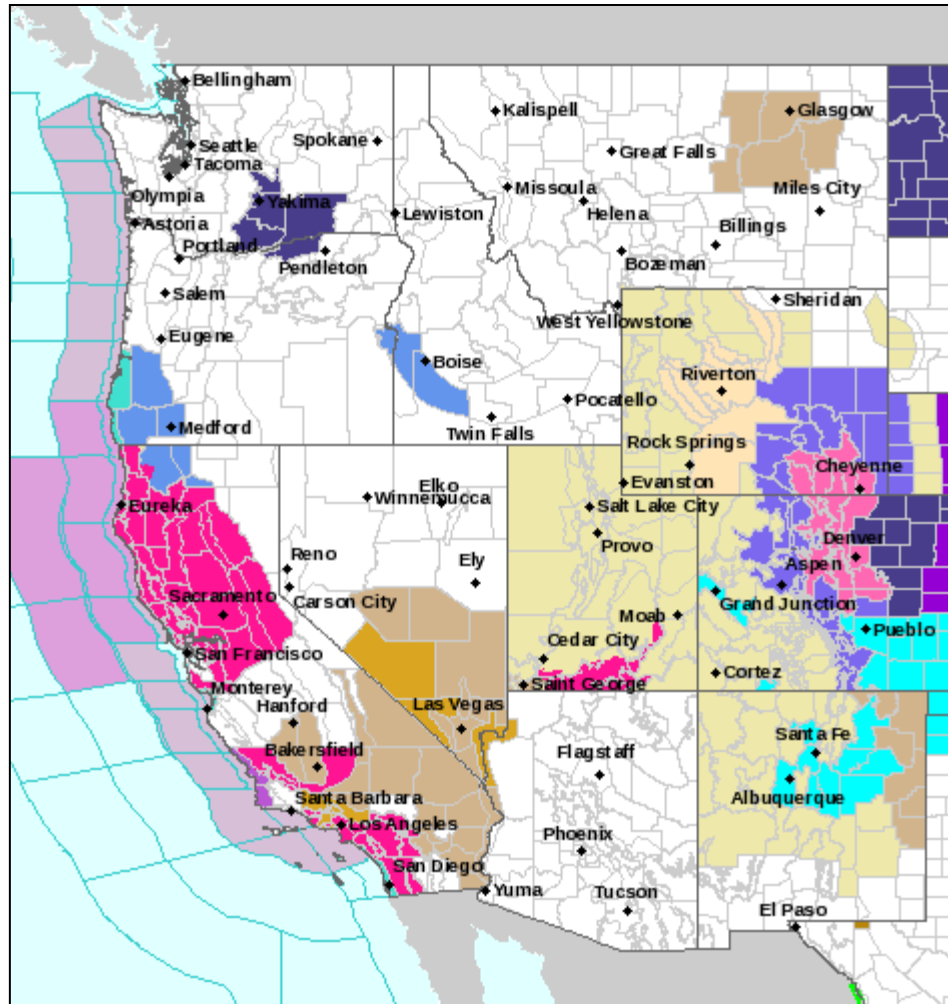 Bellingham
Kalispell
Glasgow
Seattle
Spokane
Great Falls
Tacoma
Olympia
Missoula
Miles City
Yakima
Helena
Lewiston
Astoria
Billings
Portland
Pendleton
Bozeman
Salem
Sheridan
West Yellowstone
Eugene
Boise
Riverton
Pocatello
Medford
Twin Falls
Rock Springs
Cheyenne
Evanston
Elko
Winnemucca
Eureka
Salt Lake City
Provo
Denver
Reno
Ely
Aspen
Carson City
Grand Junction
Sacramento
Moab
Pueblo
Cedar City
San Francisco
Cortez
Saint George
Monterey
Hanford
Las Vegas
Santa Fe
Flagstaff
Bakersfield
Albuquerque
Santa Barbara
Los Angeles
Phoenix
San Diego
Yuma
Tucson
El Paso